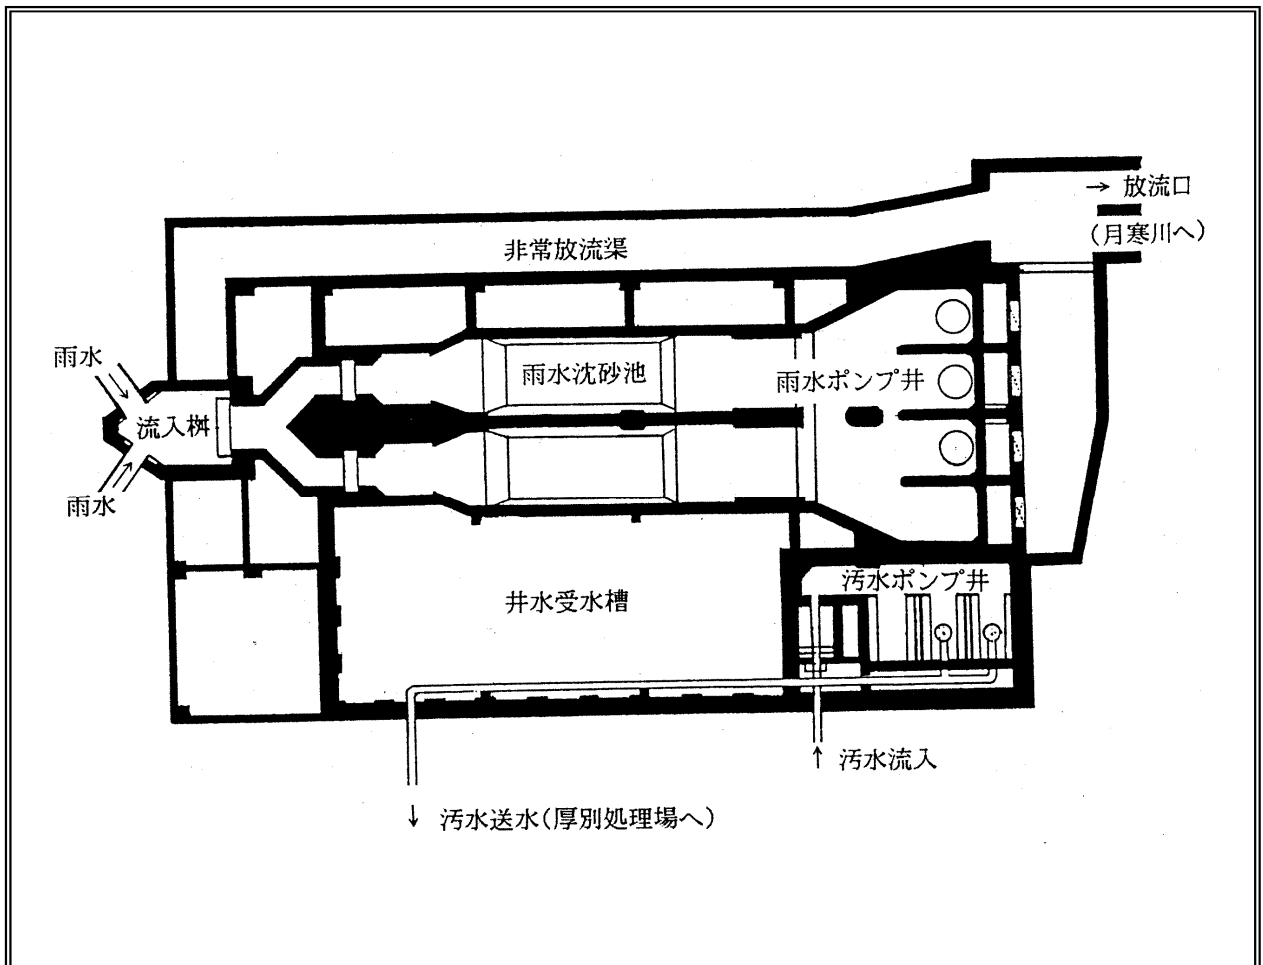 → 放流口
(月寒川へ)
非常放流渠
雨水
雨水沈砂池
雨水ポンプ井
流入桝
雨水
汚水ポンプ井
井水受水槽
↑ 汚水流入
↓ 汚水送水(厚別処理場へ)